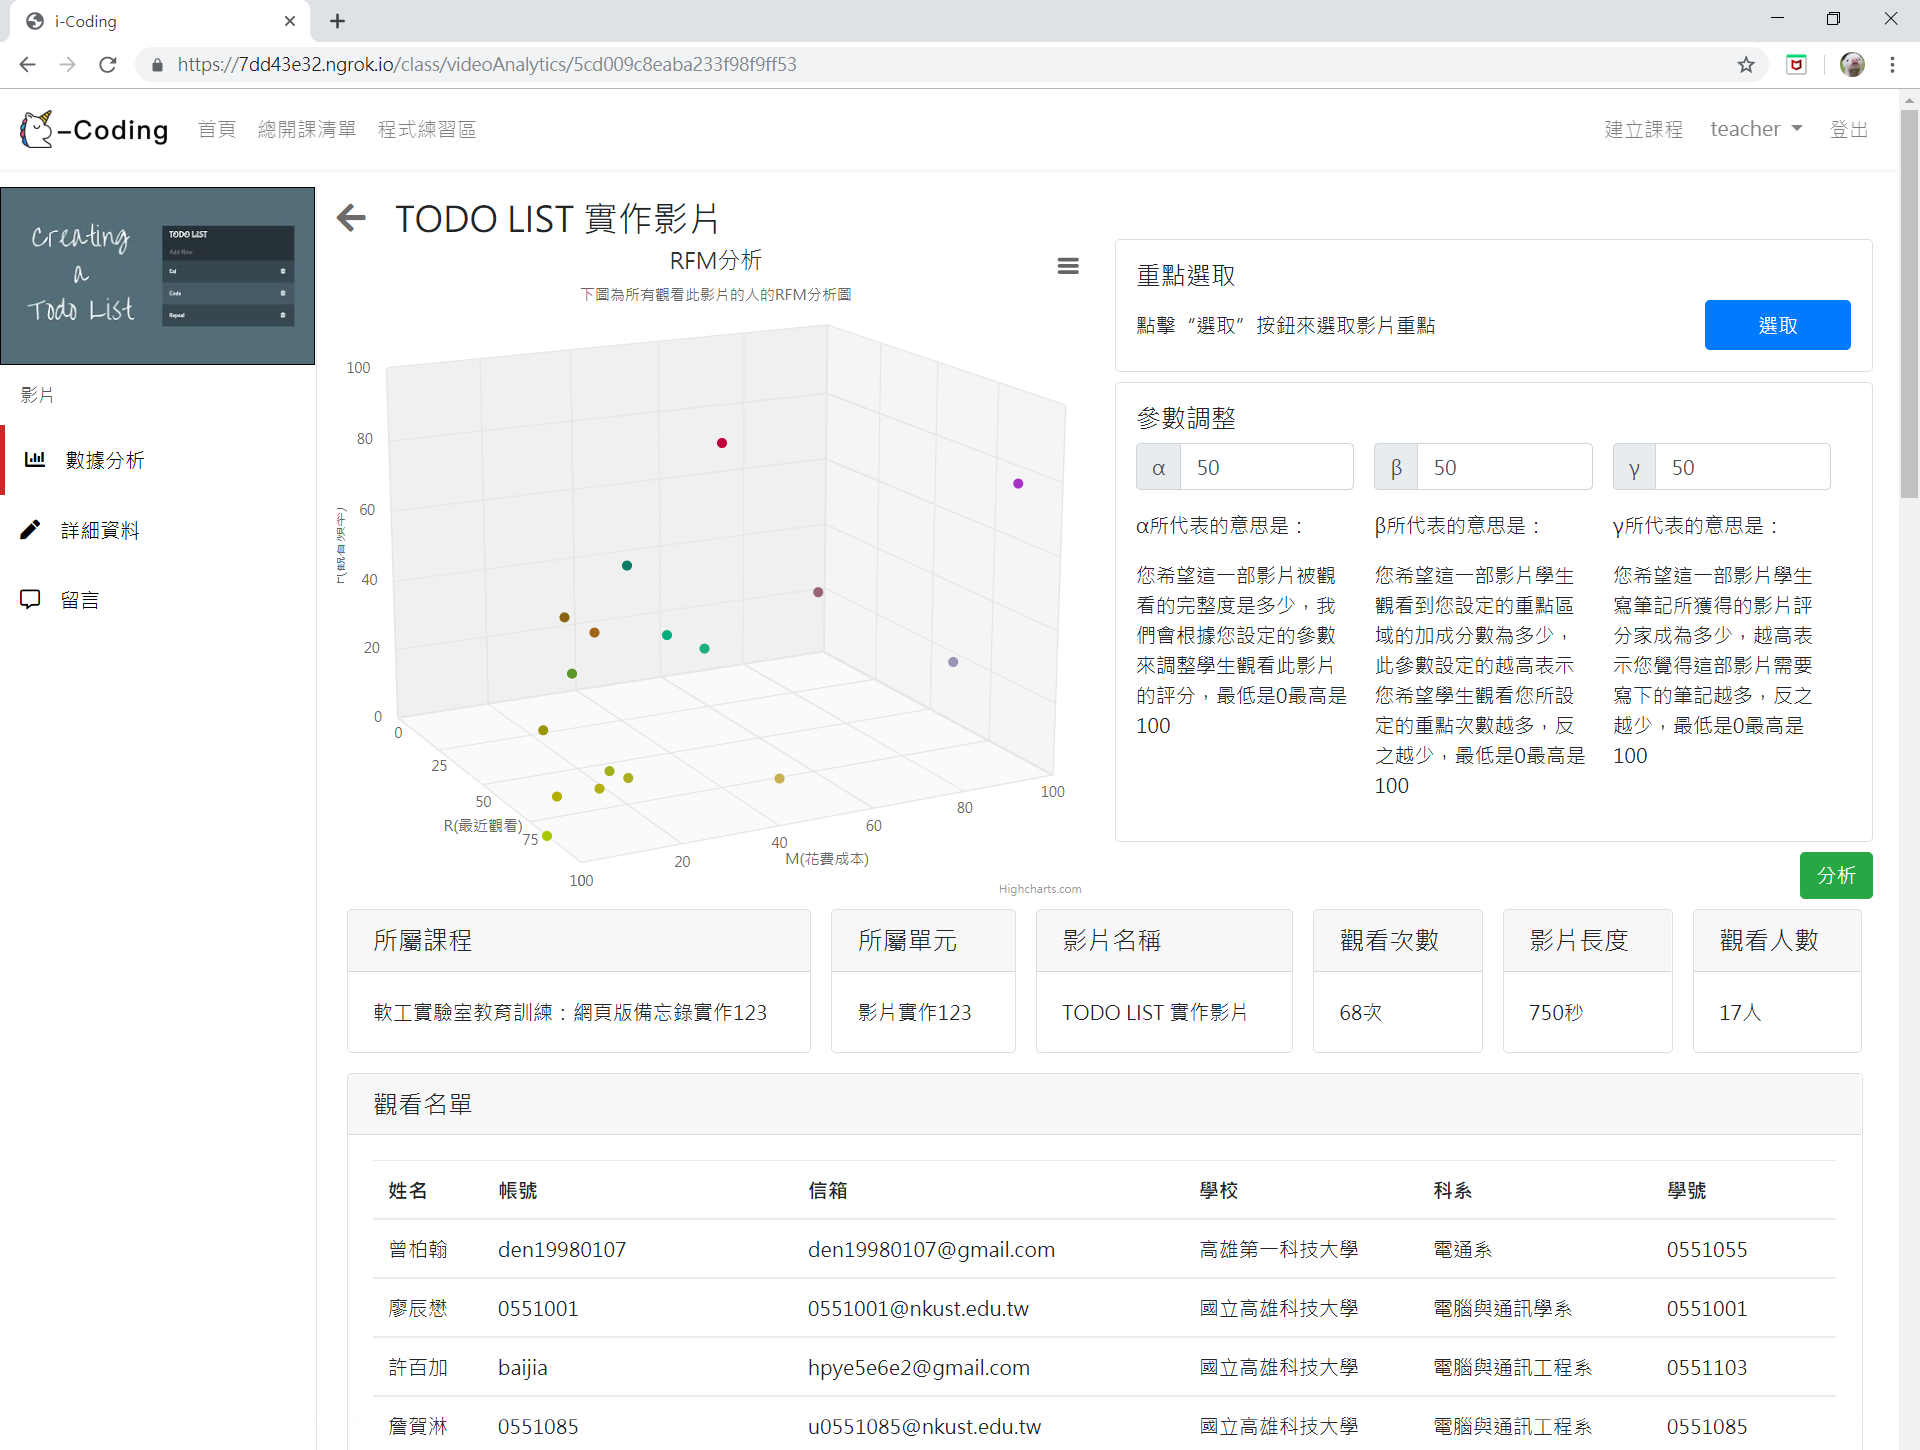 i-Coding
https://7dd43e32.ngrok.io/class/videoAnalytics/5cd009c8eaba233f98f9ff53
-Coding 首頁 總開課清單 程式練習區 建立課程 teacher 登出
Creating
a
Todo List
TODO LIST
Add New
Eat
Code
Repeat
影片
數據分析
詳細資料
留言
TODO LIST 實作影片
RFM分析
下圖為所有觀看此影片的人的RFM分析圖
100
80
60
40
20
0
0
25
50
75
100
R(最近觀看)
20
40
60
80
100
M(花費成本)
Highcharts.com
重點選取
點擊“選取”按鈕來選取影片重點
選取
參數調整
α 50
β 50
γ 50
α所代表的意思是：
您希望這一部影片被觀
看的完整度是多少，我
們會根據您設定的參數
來調整學生觀看此影片
的評分，最低是0最高是
100
β所代表的意思是：
您希望這一部影片學生
觀看到您設定的重點區
域的加成分數為多少，
此參數設定的越高表示
您希望學生觀看您所設
定的重點次數越多，反
之越少，最低是0最高是
100
γ所代表的意思是：
您希望這一部影片學生
寫筆記所獲得的影片評
分家成為多少，越高表
示您覺得這部影片需要
寫下的筆記越多，反之
越少，最低是0最高是
100
分析
所屬課程
軟工實驗室教育訓練：網頁版備忘錄實作123
所屬單元
影片實作123
影片名稱
TODO LIST 實作影片
觀看次數
68次
影片長度
750秒
觀看人數
17人
觀看名單
姓名 帳號 信箱 學校 科系 學號
曾柏翰 den19980107 den19980107@gmail.com 高雄第一科技大學 電通系 0551055
廖辰懋 0551001 0551001@nkust.edu.tw 國立高雄科技大學 電腦與通訊學系 0551001
許百加 baijia hpye5e6e2@gmail.com 國立高雄科技大學 電腦與通訊工程系 0551103
詹賀淋 0551085 u0551085@nkust.edu.tw 國立高雄科技大學 電腦與通訊工程系 0551085